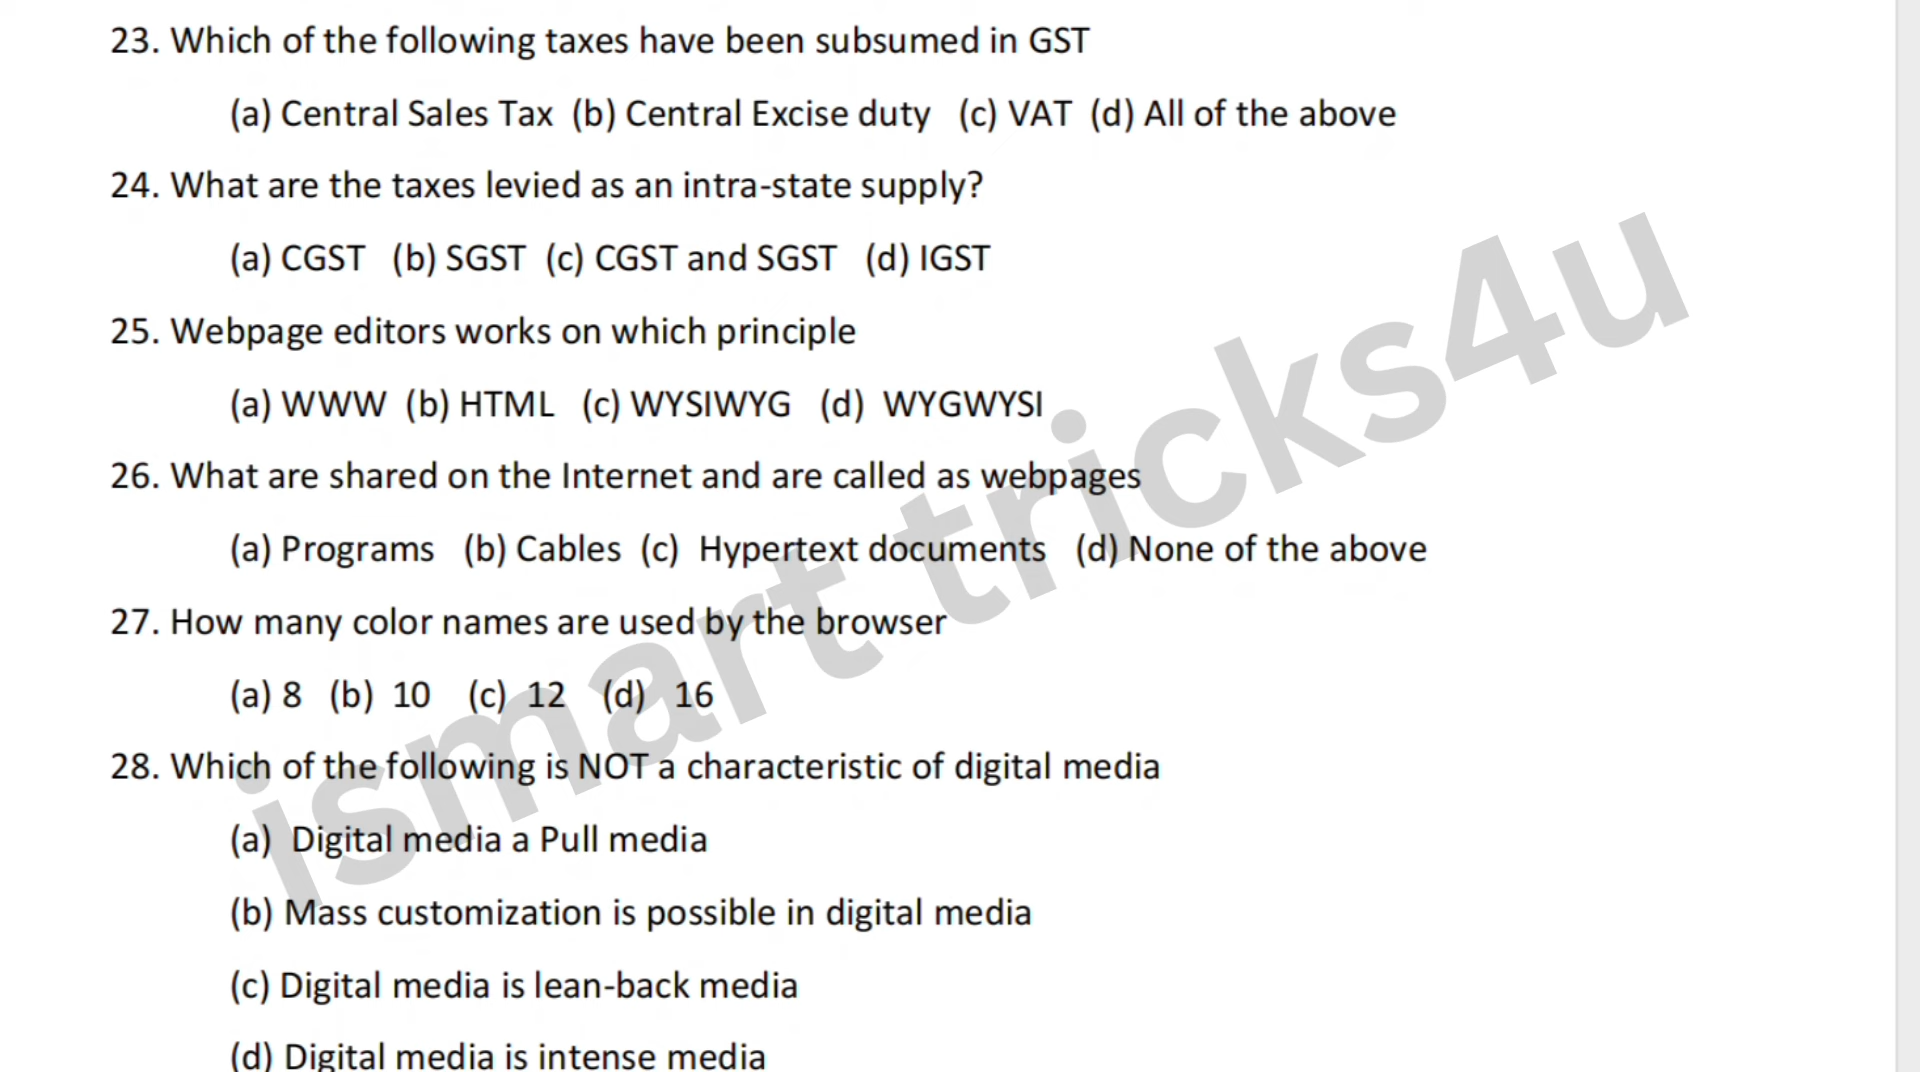 23. Which of the following taxes have been subsumed in GST
(a) Central Sales Tax (b) Central Excise duty (c) VAT (d) All of the above
24. What are the taxes levied as an intra-state supply?
(a) CGST (b) SGST (c) CGST and SGST (d) IGST
25. Webpage editors works on which principle
(a) WWW (b) HTML (c) WYSIWYG (d) WYGWYSI
26. What are shared on the Internet and are called as webpages
(a) Programs (b) Cables (c) Hypertext documents (d) None of the above
27. How many color names are used by the browser
(a) 8 (b) 10 (c) 12 (d) 16
28. Which of the following is NOT a characteristic of digital media
(a) Digital media a Pull media
(b) Mass customization is possible in digital media
(c) Digital media is lean-back media
(d) Digital media is intense media
ismart tricks4u